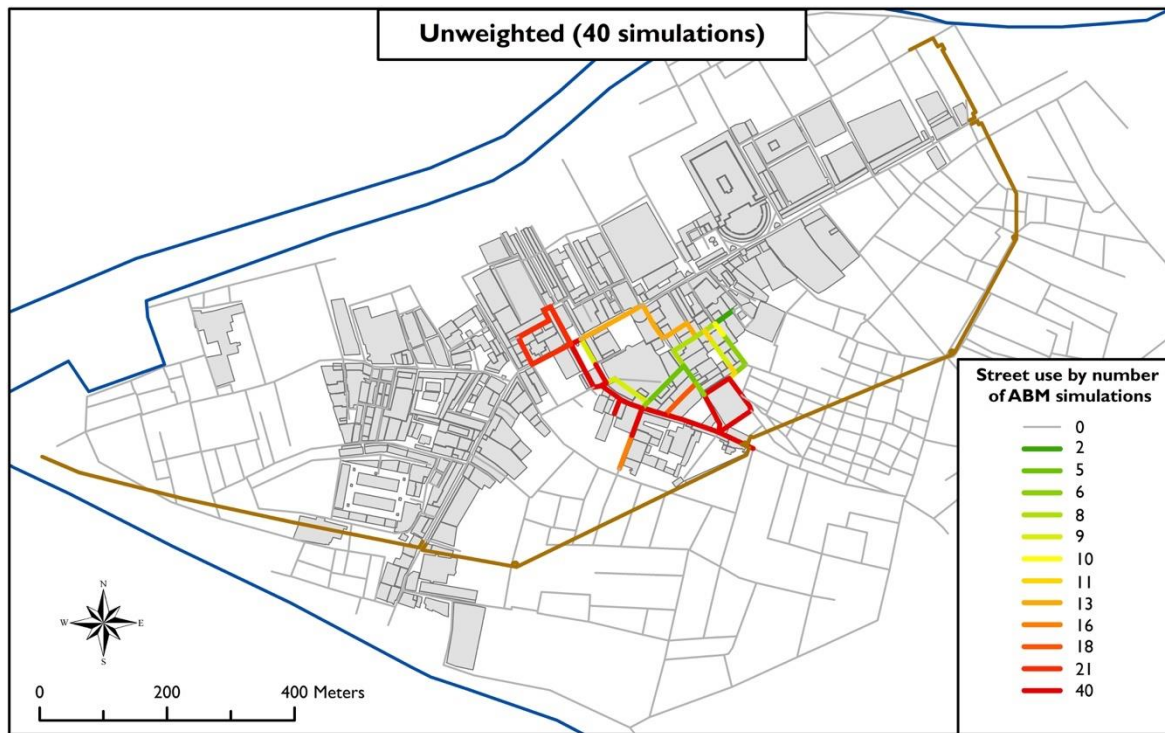 Unweighted (40 simulations)
Street use by number
of ABM simulations
0
2
5
6
8
9
10
11
13
16
18
21
40
N
W E
S
0 200 400 Meters